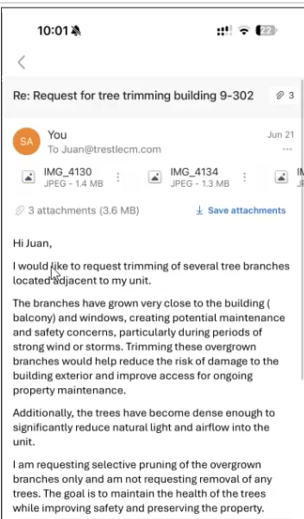 10:01
22
Re: Request for tree trimming building 9-302
3
SA
You
Jun 21
To Juan@trestlecm.com
IMG_4130
JPEG - 1.4 MB
IMG_4134
JPEG - 1.3 MB
3 attachments (3.6 MB)
Save attachments
Hi Juan,
I would like to request trimming of several tree branches
located adjacent to my unit.
The branches have grown very close to the building (
balcony) and windows, creating potential maintenance
and safety concerns, particularly during periods of
strong wind or storms. Trimming these overgrown
branches would help reduce the risk of damage to the
building exterior and improve access for ongoing
property maintenance.
Additionally, the trees have become dense enough to
significantly reduce natural light and airflow into the
unit.
I am requesting selective pruning of the overgrown
branches only and am not requesting removal of any
trees. The goal is to maintain the health of the trees
while improving safety and preserving the property.